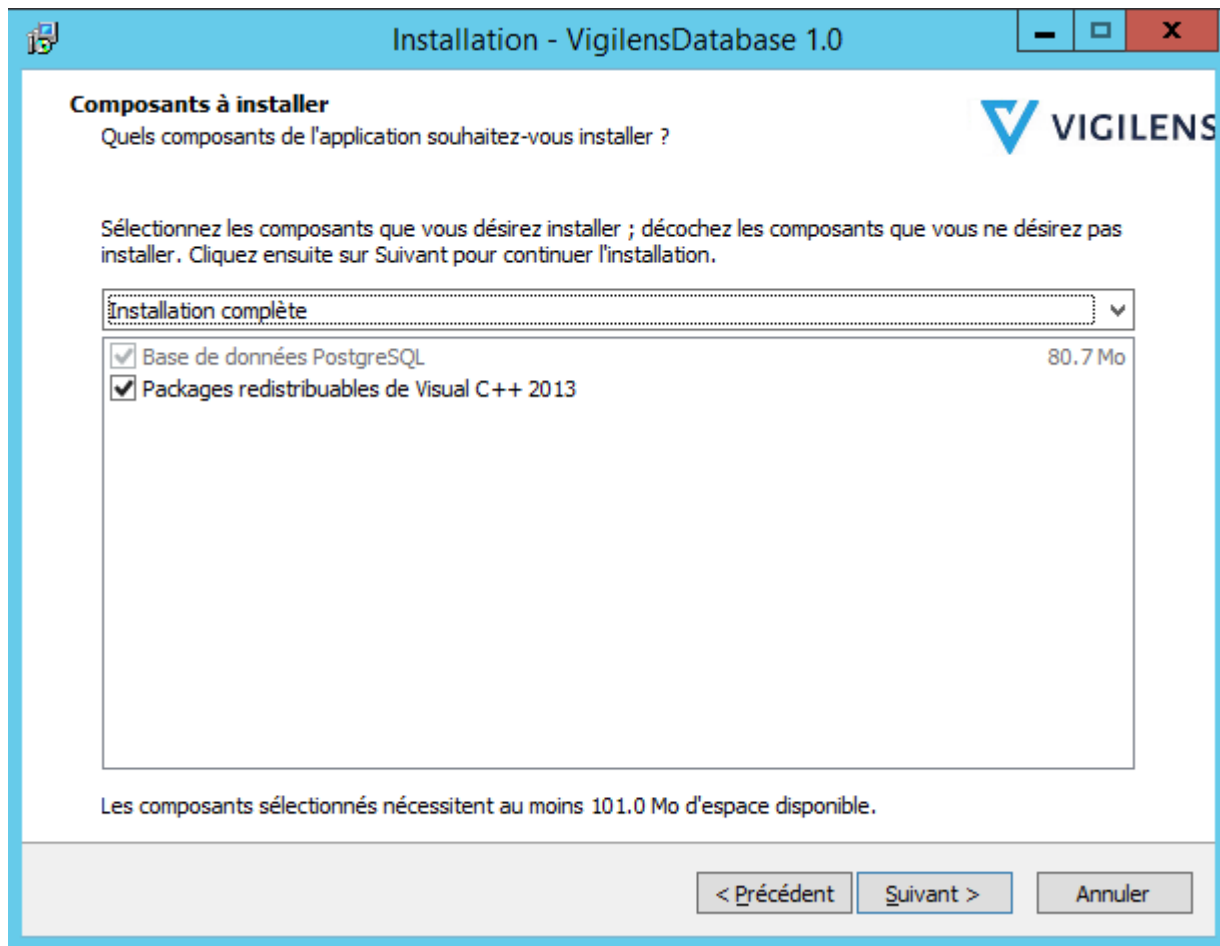 Installation - VigilensDatabase 1.0
Composants à installer
Quels composants de l'application souhaitez-vous installer ?
VIGILENS
Sélectionnez les composants que vous désirez installer ; décochez les composants que vous ne désirez pas
installer. Cliquez ensuite sur Suivant pour continuer l'installation.
Installation complète
Base de données PostgreSQL 80.7 Mo
Packages redistribuables de Visual C++ 2013
Les composants sélectionnés nécessitent au moins 101.0 Mo d'espace disponible.
< Précédent Suivant > Annuler